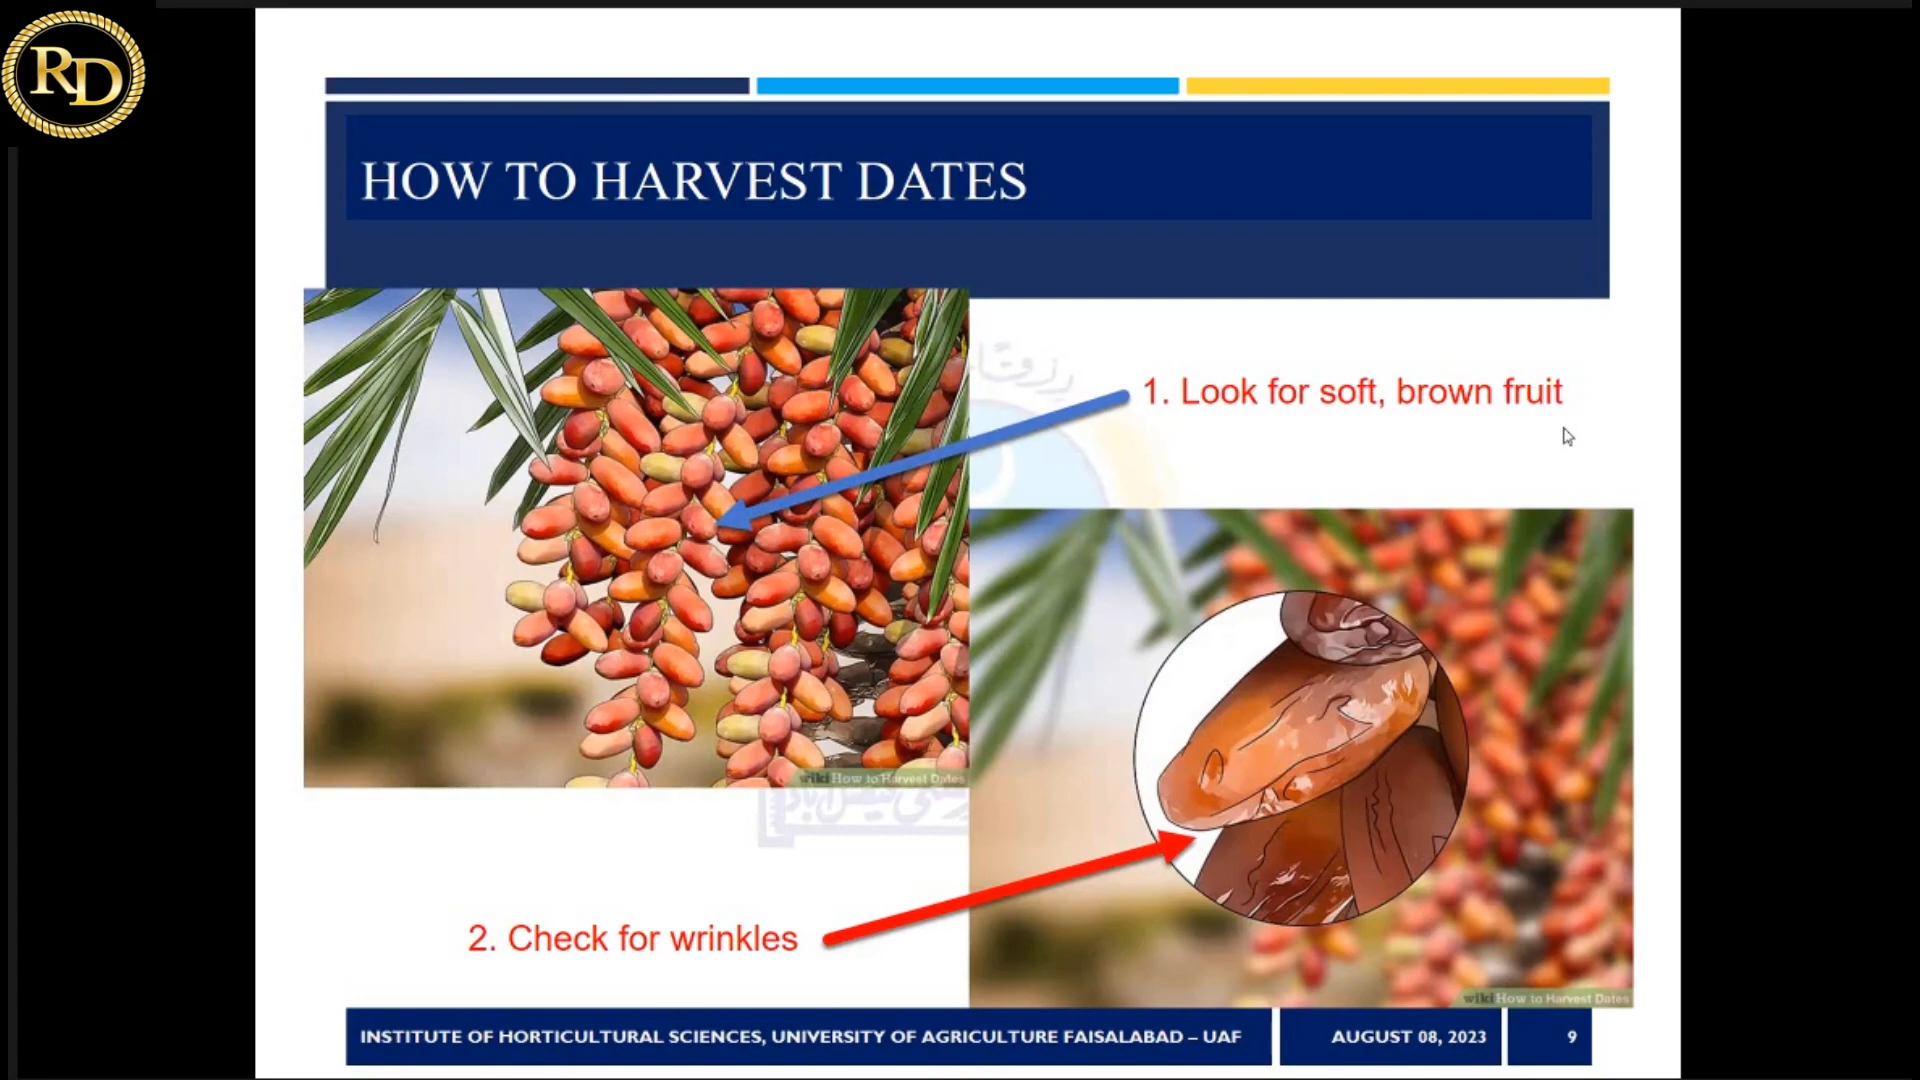 RD
HOW TO HARVEST DATES
1. Look for soft, brown fruit
wiki How to Harvest Dates
2. Check for wrinkles
wiki How to Harvest Dates
INSTITUTE OF HORTICULTURAL SCIENCES, UNIVERSITY OF AGRICULTURE FAISALABAD – UAF
AUGUST 08, 2023
9